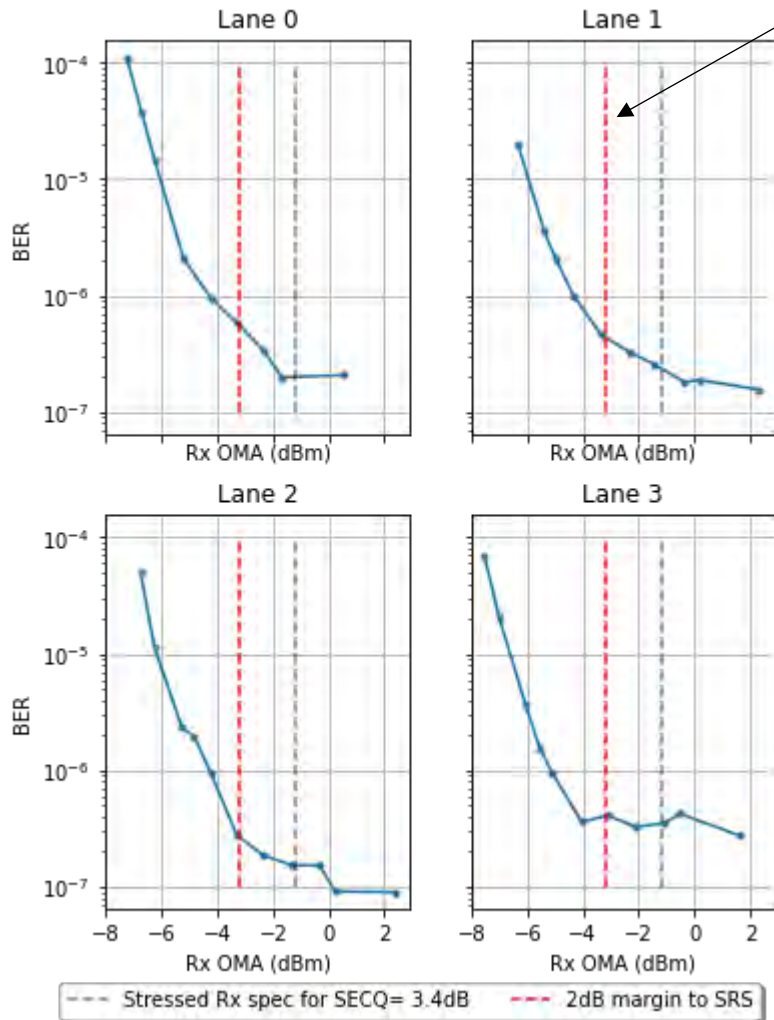 Lane 0 Lane 1
10⁻⁴
10⁻⁵
BER
10⁻⁶
10⁻⁷
Rx OMA (dBm) Rx OMA (dBm)
Lane 2 Lane 3
10⁻⁴
10⁻⁵
BER
10⁻⁶
10⁻⁷
−8 −6 −4 −2 0 2 −8 −6 −4 −2 0 2
Rx OMA (dBm) Rx OMA (dBm)
Stressed Rx spec for SECQ= 3.4dB 2dB margin to SRS